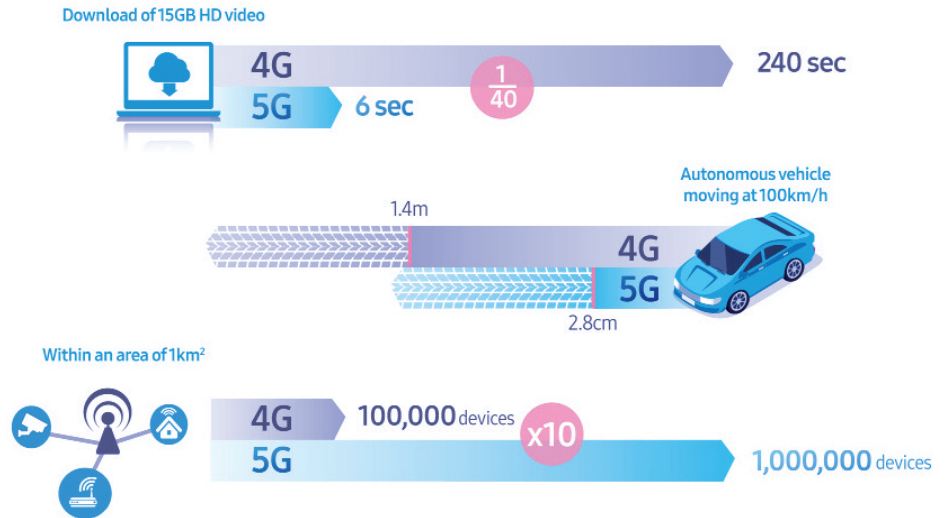 Download of 15GB HD video
4G
240 sec
1
40
5G
6 sec
Autonomous vehicle
moving at 100km/h
1.4m
4G
5G
2.8cm
Within an area of 1km²
4G
100,000 devices
x10
5G
1,000,000 devices